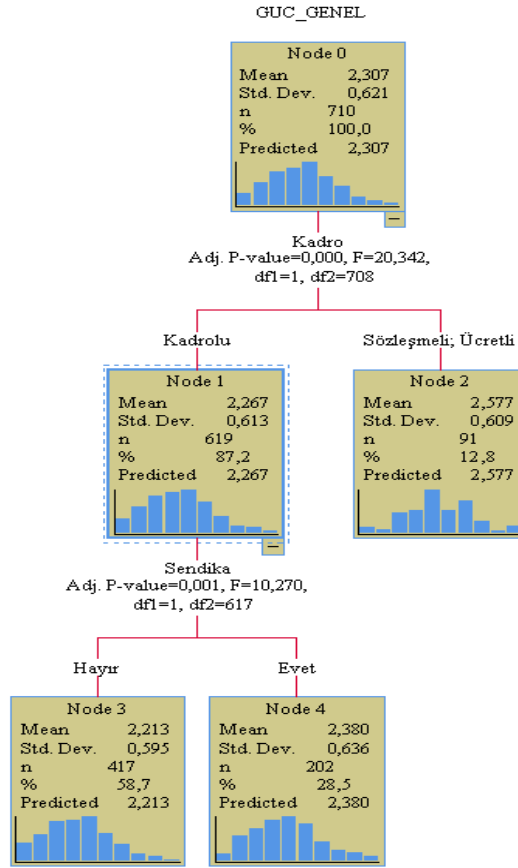 GUC_GENEL
Node 0
Mean 2,307
Std. Dev. 0,621
n 710
% 100,0
Predicted 2,307
Kadro
Adj. P-value=0,000, F=20,342,
df1=1, df2=708
Kadrolu
Sözleşmeli; Ücretli
Node 1
Mean 2,267
Std. Dev. 0,613
n 619
% 87,2
Predicted 2,267
Node 2
Mean 2,577
Std. Dev. 0,609
n 91
% 12,8
Predicted 2,577
Sendika
Adj. P-value=0,001, F=10,270,
df1=1, df2=617
Hayır
Evet
Node 3
Mean 2,213
Std. Dev. 0,595
n 417
% 58,7
Predicted 2,213
Node 4
Mean 2,380
Std. Dev. 0,636
n 202
% 28,5
Predicted 2,380